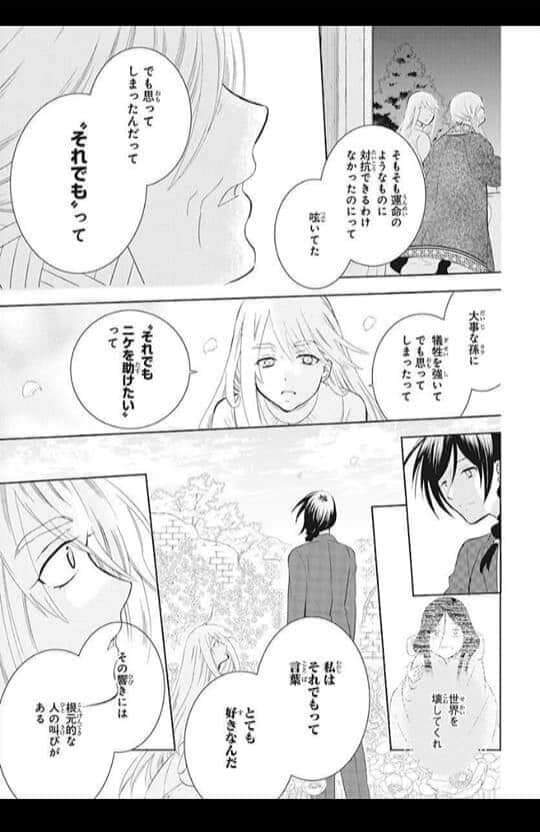 そもそも運命の
ようなものに
対抗できるわけ
なかったのにって
呟いてた
でも思って
しまったんだって
〝それでも〟って
大事な孫に
犠牲を強いて
でも思って
しまったって
〝それでも
ニケを助けたい〟
って
世界を
壊してくれ
私は
それでもって
言葉
とても
好きなんだ
その響きには
根元的な
人の叫びが
ある